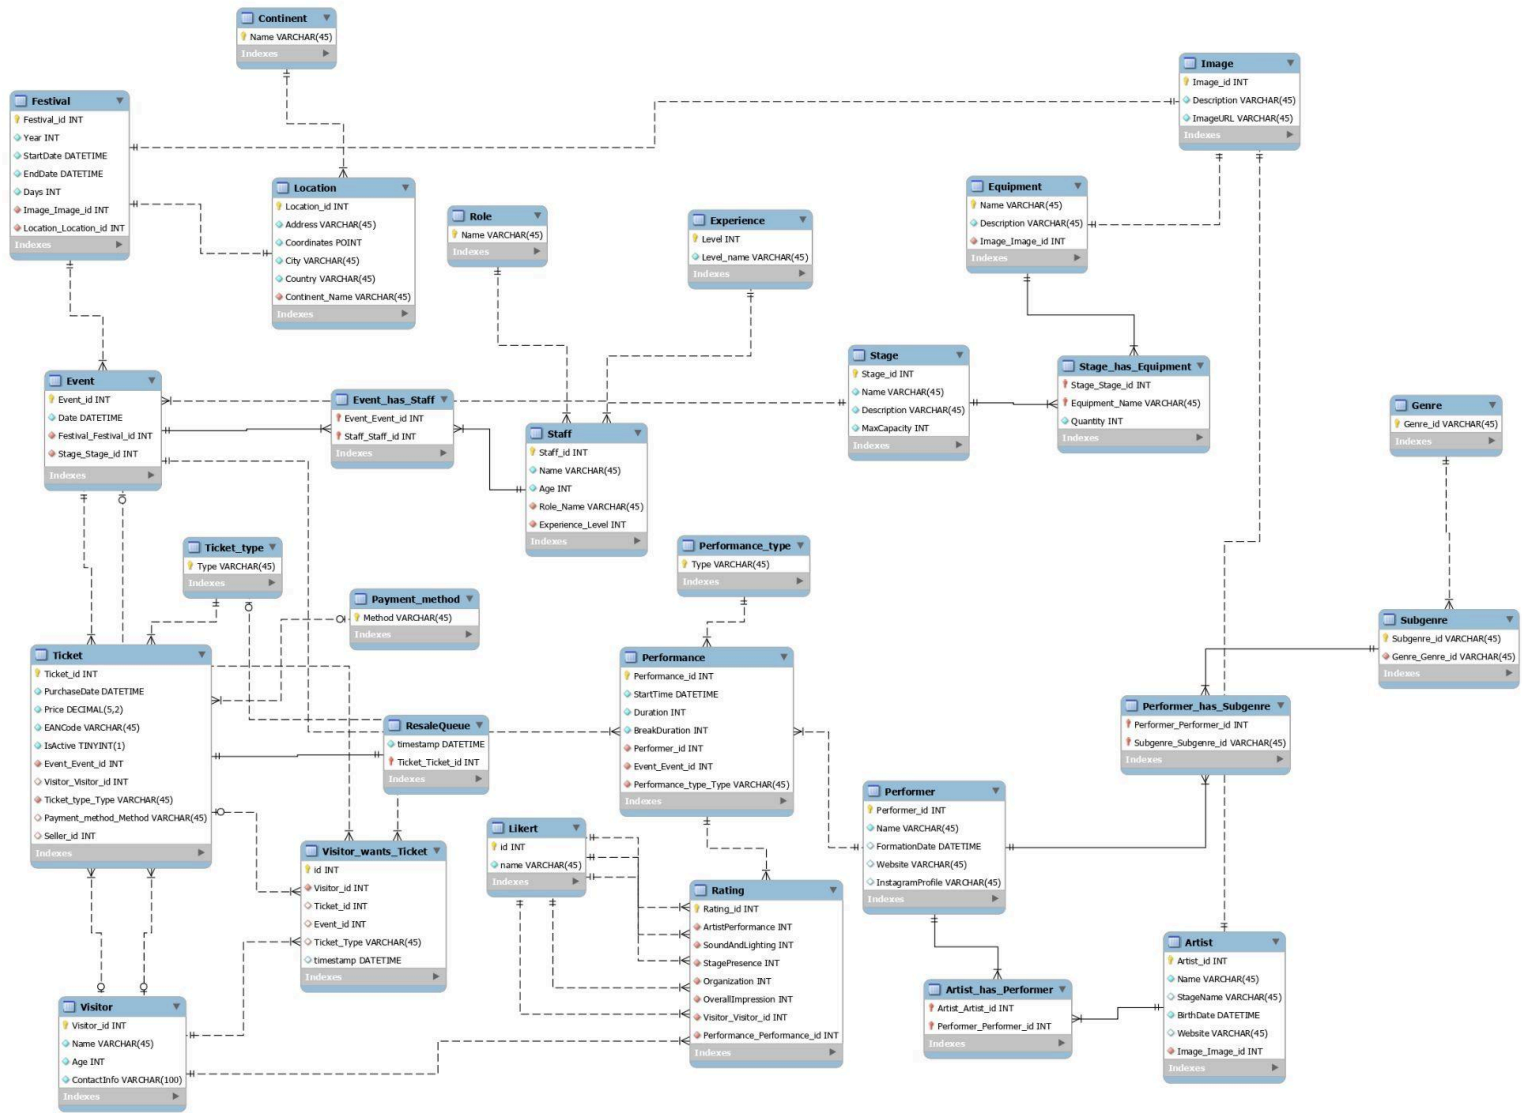 Continent
Name VARCHAR(45)
Indexes
Image
Image_id INT
Description VARCHAR(45)
ImageURL VARCHAR(45)
Indexes
Festival
Festival_id INT
Year INT
StartDate DATETIME
EndDate DATETIME
Days INT
Image_Image_id INT
Location_Location_id INT
Indexes
Location
Location_id INT
Address VARCHAR(45)
Coordinates POINT
City VARCHAR(45)
Country VARCHAR(45)
Continent_Name VARCHAR(45)
Indexes
Role
Name VARCHAR(45)
Indexes
Experience
Level INT
Level_name VARCHAR(45)
Indexes
Equipment
Name VARCHAR(45)
Description VARCHAR(45)
Image_Image_id INT
Indexes
Event
Event_id INT
Date DATETIME
Festival_Festival_id INT
Stage_Stage_id INT
Indexes
Event_has_Staff
Event_Event_id INT
Staff_Staff_id INT
Indexes
Staff
Staff_id INT
Name VARCHAR(45)
Age INT
Role_Name VARCHAR(45)
Experience_Level INT
Indexes
Stage
Stage_id INT
Name VARCHAR(45)
Description VARCHAR(45)
MaxCapacity INT
Indexes
Stage_has_Equipment
Stage_Stage_id INT
Equipment_Name VARCHAR(45)
Quantity INT
Indexes
Genre
Genre_id VARCHAR(45)
Indexes
Ticket_type
Type VARCHAR(45)
Indexes
Payment_method
Method VARCHAR(45)
Indexes
Performance_type
Type VARCHAR(45)
Indexes
Subgenre
Subgenre_id VARCHAR(45)
Genre_Genre_id VARCHAR(45)
Indexes
Ticket
Ticket_id INT
PurchaseDate DATETIME
Price DECIMAL(5,2)
EANCode VARCHAR(45)
IsActive TINYINT(1)
Event_Event_id INT
Visitor_Visitor_id INT
Ticket_type_Type VARCHAR(45)
Payment_method_Method VARCHAR(45)
Seller_id INT
Indexes
ResaleQueue
timestamp DATETIME
Ticket_Ticket_id INT
Indexes
Performance
Performance_id INT
StartTime DATETIME
Duration INT
BreakDuration INT
Performer_id INT
Event_Event_id INT
Performance_type_Type VARCHAR(45)
Indexes
Performer_has_Subgenre
Performer_Performer_id INT
Subgenre_Subgenre_id VARCHAR(45)
Indexes
Performer
Performer_id INT
Name VARCHAR(45)
FormationDate DATETIME
Website VARCHAR(45)
InstagramProfile VARCHAR(45)
Indexes
Likert
id INT
name VARCHAR(45)
Indexes
Visitor_wants_Ticket
id INT
Visitor_id INT
Ticket_id INT
Event_id INT
Ticket_Type VARCHAR(45)
timestamp DATETIME
Indexes
Rating
Rating_id INT
ArtistPerformance INT
SoundAndLighting INT
StagePresence INT
Organization INT
OverallImpression INT
Visitor_Visitor_id INT
Performance_Performance_id INT
Indexes
Artist
Artist_id INT
Name VARCHAR(45)
StageName VARCHAR(45)
BirthDate DATETIME
Website VARCHAR(45)
Image_Image_id INT
Indexes
Artist_has_Performer
Artist_Artist_id INT
Performer_Performer_id INT
Indexes
Visitor
Visitor_id INT
Name VARCHAR(45)
Age INT
ContactInfo VARCHAR(100)
Indexes